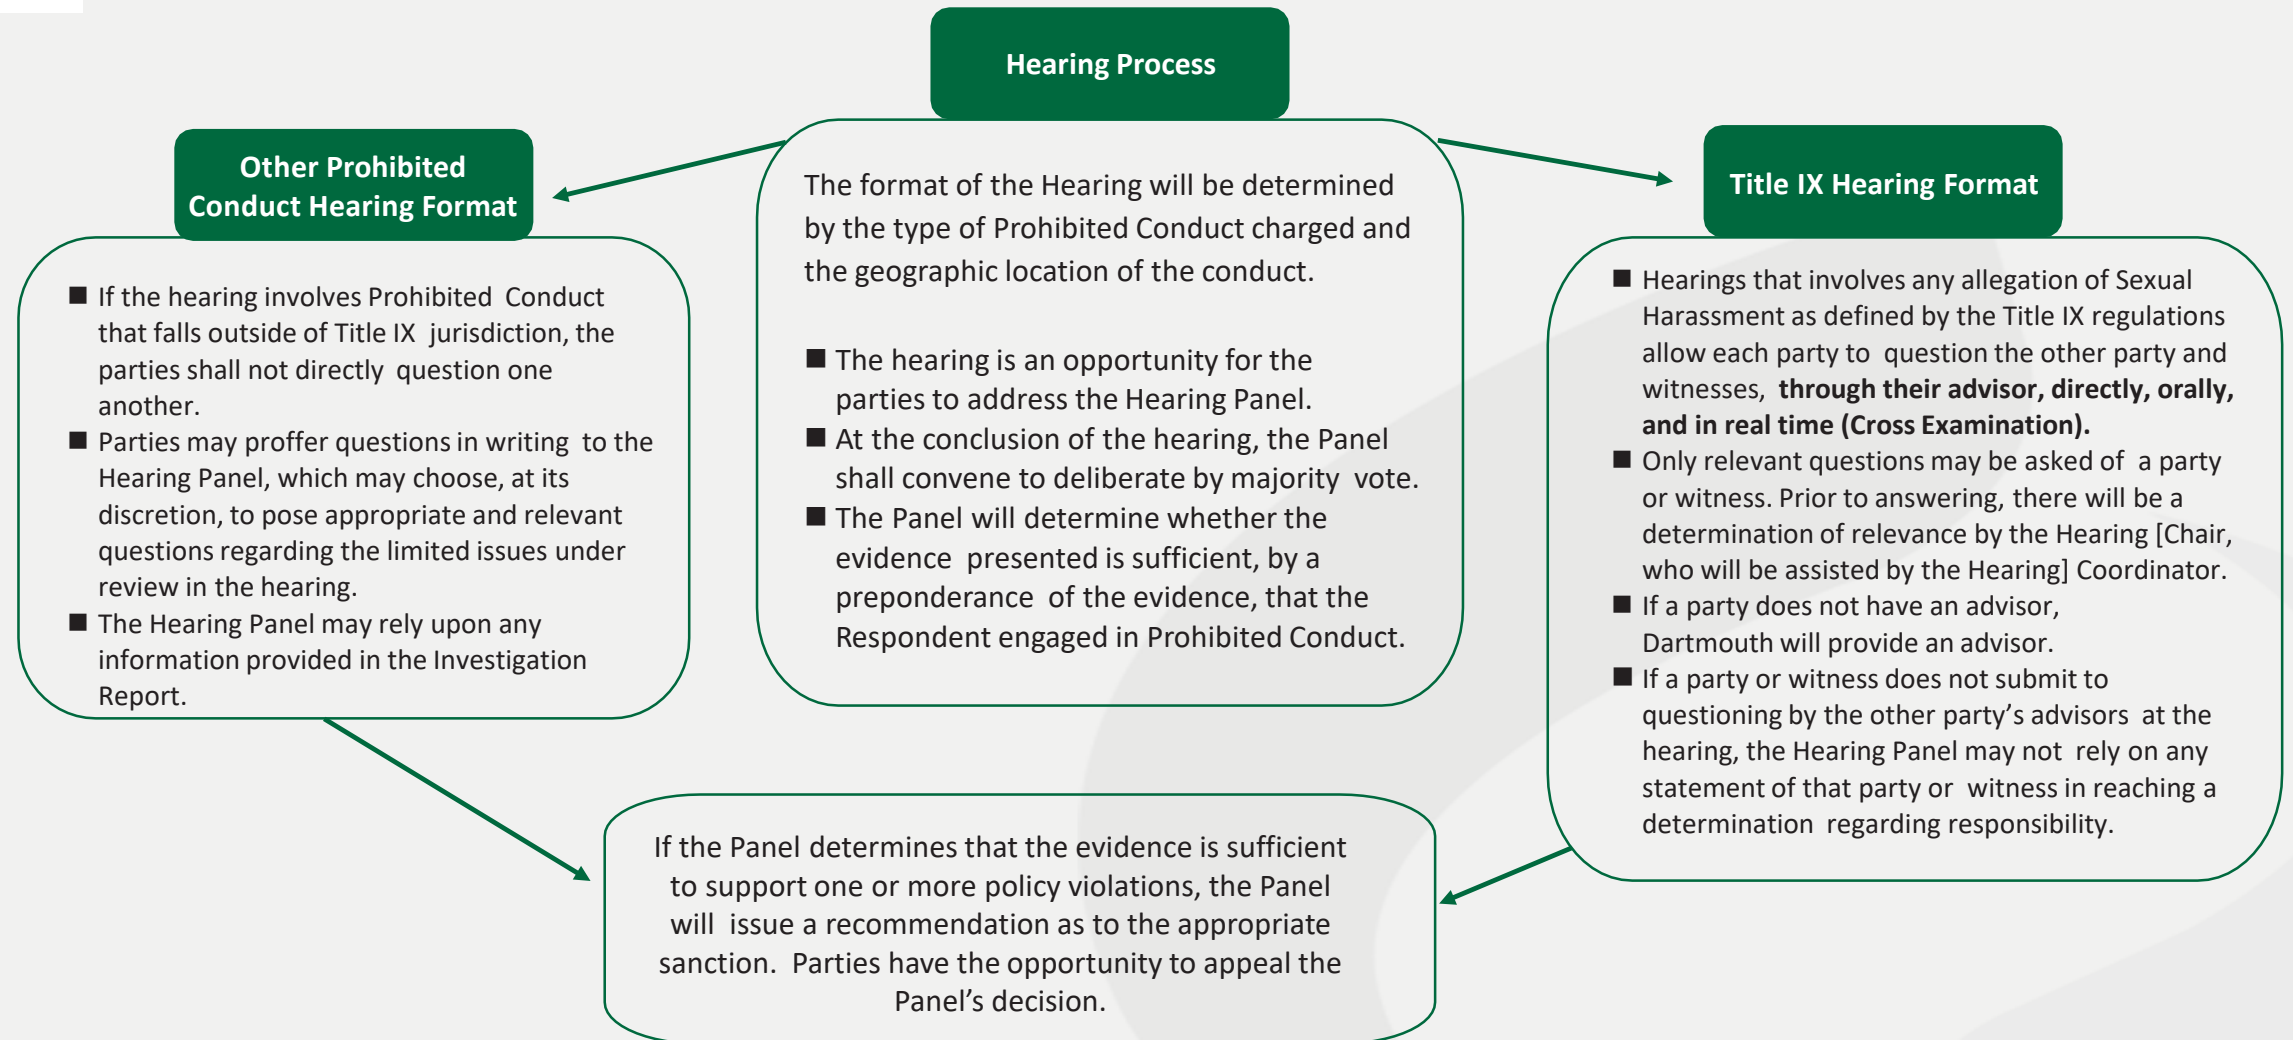 Hearing Process
The format of the Hearing will be determined
by the type of Prohibited Conduct charged and
the geographic location of the conduct.
■ The hearing is an opportunity for the
parties to address the Hearing Panel.
■ At the conclusion of the hearing, the Panel
shall convene to deliberate by majority vote.
■ The Panel will determine whether the
evidence presented is sufficient, by a
preponderance of the evidence, that the
Respondent engaged in Prohibited Conduct.
Other Prohibited
Conduct Hearing Format
■ If the hearing involves Prohibited Conduct
that falls outside of Title IX jurisdiction, the
parties shall not directly question one
another.
■ Parties may proffer questions in writing to the
Hearing Panel, which may choose, at its
discretion, to pose appropriate and relevant
questions regarding the limited issues under
review in the hearing.
■ The Hearing Panel may rely upon any
information provided in the Investigation
Report.
Title IX Hearing Format
■ Hearings that involves any allegation of Sexual
Harassment as defined by the Title IX regulations
allow each party to question the other party and
witnesses, through their advisor, directly, orally,
and in real time (Cross Examination).
■ Only relevant questions may be asked of a party
or witness. Prior to answering, there will be a
determination of relevance by the Hearing [Chair,
who will be assisted by the Hearing] Coordinator.
■ If a party does not have an advisor,
Dartmouth will provide an advisor.
■ If a party or witness does not submit to
questioning by the other party’s advisors at the
hearing, the Hearing Panel may not rely on any
statement of that party or witness in reaching a
determination regarding responsibility.
If the Panel determines that the evidence is sufficient
to support one or more policy violations, the Panel
will issue a recommendation as to the appropriate
sanction. Parties have the opportunity to appeal the
Panel’s decision.